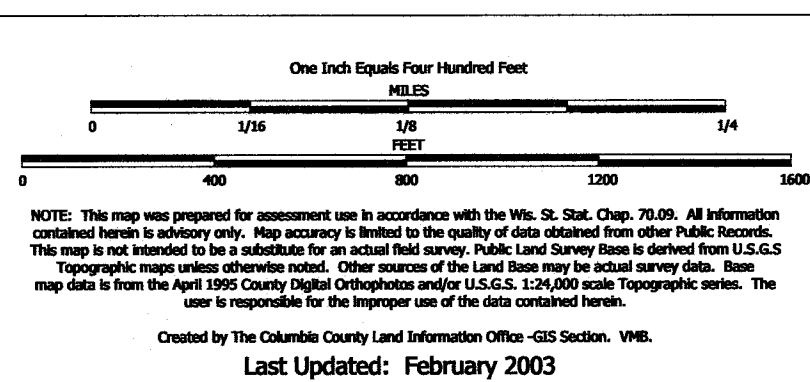 One Inch Equals Four Hundred Feet
MILES
0 1/16 1/8 1/4
FEET
0 400 800 1200 1600
NOTE: This map was prepared for assessment use in accordance with the Wis. St. Stat. Chap. 70.09. All information
contained herein is advisory only. Map accuracy is limited to the quality of data obtained from other Public Records.
This map is not intended to be a substitute for an actual field survey. Public Land Survey Base is derived from U.S.G.S
Topographic maps unless otherwise noted. Other sources of the Land Base may be actual survey data. Base
map data is from the April 1995 County Digital Orthophotos and/or U.S.G.S. 1:24,000 scale Topographic series. The
user is responsible for the improper use of the data contained herein.
Created by The Columbia County Land Information Office -GIS Section. VMB.
Last Updated: February 2003